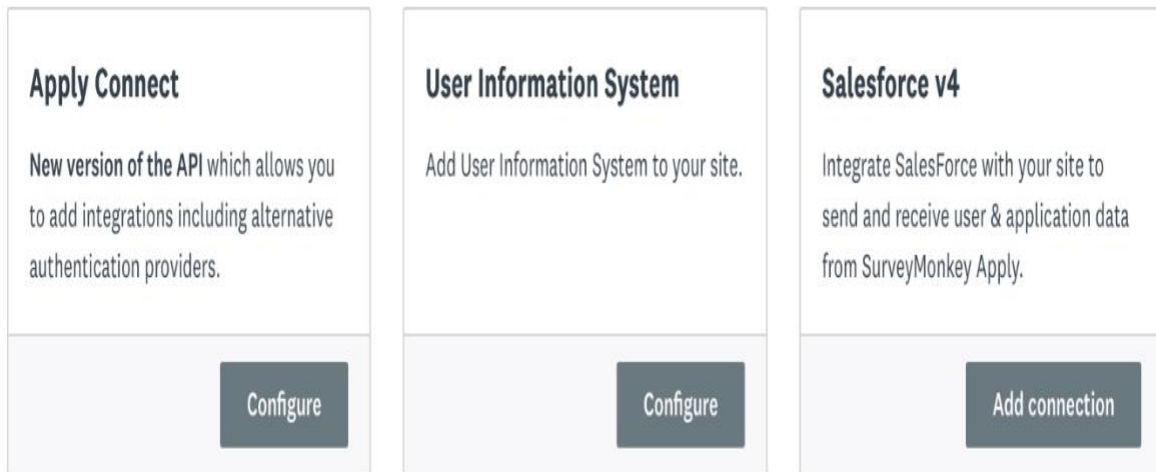 Apply Connect
New version of the API which allows you
to add integrations including alternative
authentication providers.
Configure
User Information System
Add User Information System to your site.
Configure
Salesforce v4
Integrate SalesForce with your site to
send and receive user & application data
from SurveyMonkey Apply.
Add connection